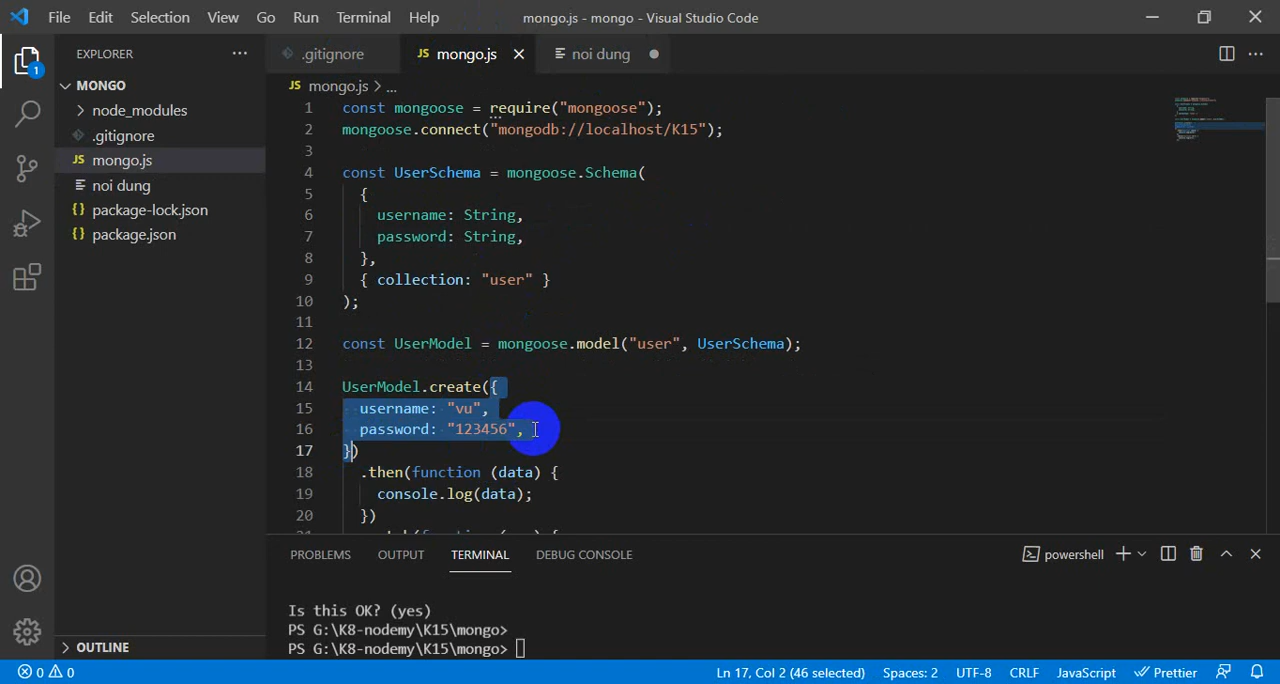 File Edit Selection View Go Run Terminal Help mongo.js - mongo - Visual Studio Code
EXPLORER
.gitignore JS mongo.js noi dung
MONGO
JS mongo.js > ...
node_modules
.gitignore
JS mongo.js
noi dung
{} package-lock.json
{} package.json
OUTLINE
1
1 const mongoose = require("mongoose");
2 mongoose.connect("mongodb://localhost/K15");
3
4 const UserSchema = mongoose.Schema(
5 {
6 username: String,
7 password: String,
8 },
9 { collection: "user" }
10 );
11
12 const UserModel = mongoose.model("user", UserSchema);
13
14 UserModel.create({
15 username: "vu",
16 password: "123456",
17 })
18 .then(function (data) {
19 console.log(data);
20 })
PROBLEMS OUTPUT TERMINAL DEBUG CONSOLE powershell
Is this OK? (yes)
PS G:\K8-nodemy\K15\mongo>
PS G:\K8-nodemy\K15\mongo>
0 0 Ln 17, Col 2 (46 selected) Spaces: 2 UTF-8 CRLF JavaScript Prettier